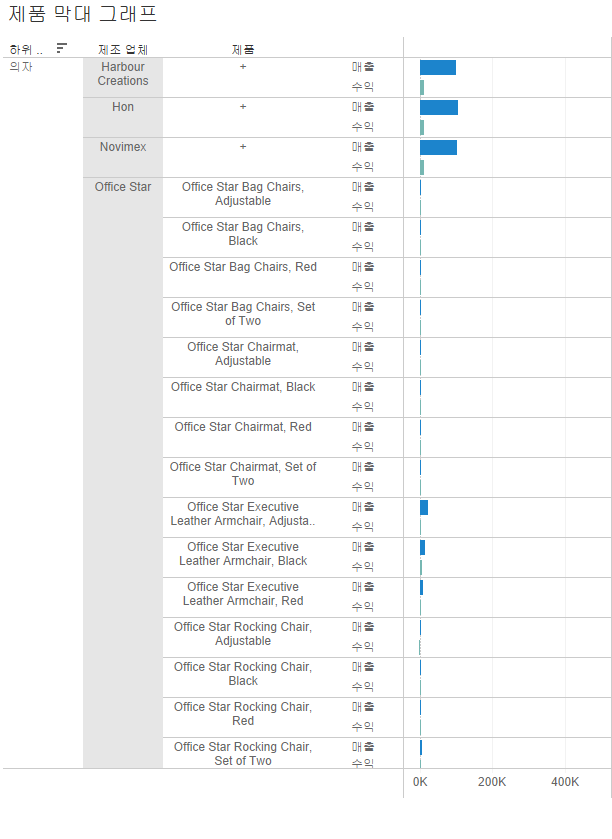 제품 막대 그래프
하위 .. 제조 업체 제품
의자 Harbour Creations + 매출
수익
Hon + 매출
수익
Novimex + 매출
수익
Office Star Office Star Bag Chairs, Adjustable 매출
수익
Office Star Bag Chairs, Black 매출
수익
Office Star Bag Chairs, Red 매출
수익
Office Star Bag Chairs, Set of Two 매출
수익
Office Star Chairmat, Adjustable 매출
수익
Office Star Chairmat, Black 매출
수익
Office Star Chairmat, Red 매출
수익
Office Star Chairmat, Set of Two 매출
수익
Office Star Executive Leather Armchair, Adjusta.. 매출
수익
Office Star Executive Leather Armchair, Black 매출
수익
Office Star Executive Leather Armchair, Red 매출
수익
Office Star Rocking Chair, Adjustable 매출
수익
Office Star Rocking Chair, Black 매출
수익
Office Star Rocking Chair, Red 매출
수익
Office Star Rocking Chair, Set of Two 매출
수익
0K 200K 400K